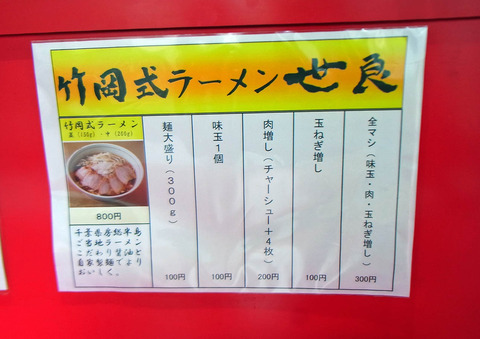 竹岡式ラーメン 世良
竹岡式ラーメン
並(150g)・中(200g)
800円
千葉県房総半島
ご当地ラーメン
こだわり醤油と
自家製麺でより
おいしく。
麺大盛り(300g)
100円
味玉1個
100円
肉増し(チャーシュー+4枚)
200円
玉ねぎ増し
100円
全マシ(味玉・肉・玉ねぎ増し)
300円